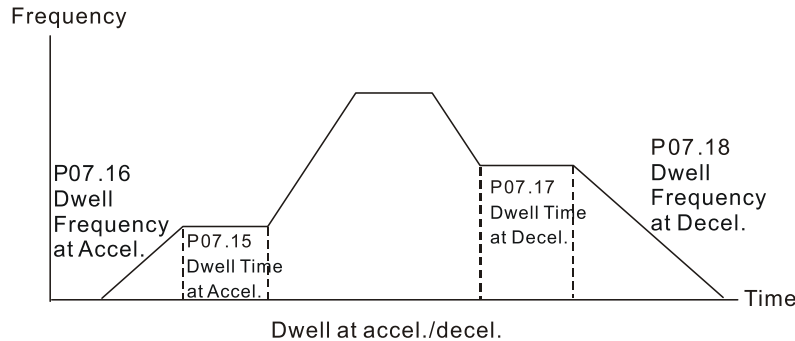 Frequency
P07.16
Dwell
Frequency
at Accel.
P07.15
Dwell Time
at Accel.
P07.17
Dwell Time
at Decel.
P07.18
Dwell
Frequency
at Decel.
Time
Dwell at accel./decel.